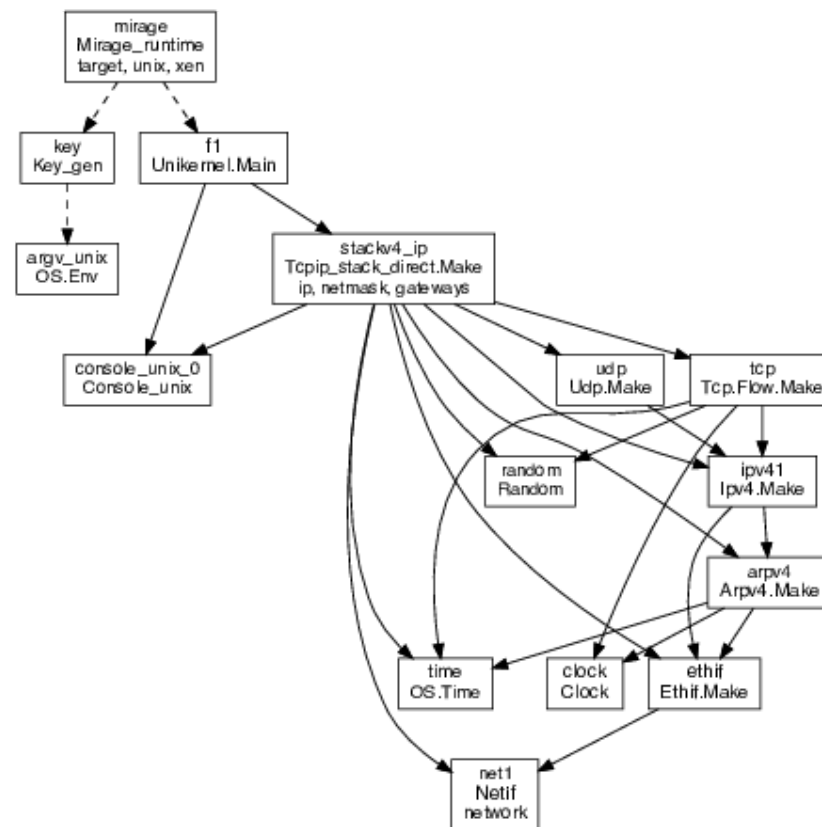 mirage
Mirage_runtime
target, unix, xen
key
Key_gen
f1
Unikernel.Main
argv_unix
OS.Env
stackv4_ip
Tcpip_stack_direct.Make
ip, netmask, gateways
console_unix_0
Console_unix
udp
Udp.Make
tcp
Tcp.Flow.Make
random
Random
ipv41
Ipv4.Make
arpv4
Arpv4.Make
time
OS.Time
clock
Clock
ethif
Ethif.Make
net1
Netif
network